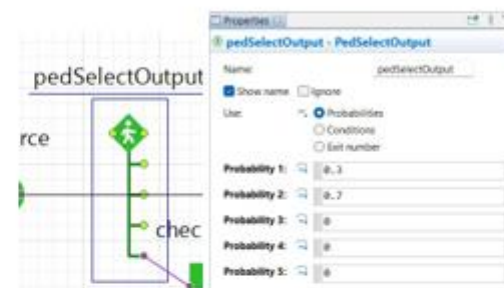 pedSelectOutput
rce
chec
Properties
pedSelectOutput - PedSelectOutput
Name: pedSelectOutput
Show name Ignore
Use: Probabilities
Conditions
Exit number
Probability 1: 0.3
Probability 2: 0.7
Probability 3: 0
Probability 4: 0
Probability 5: 0